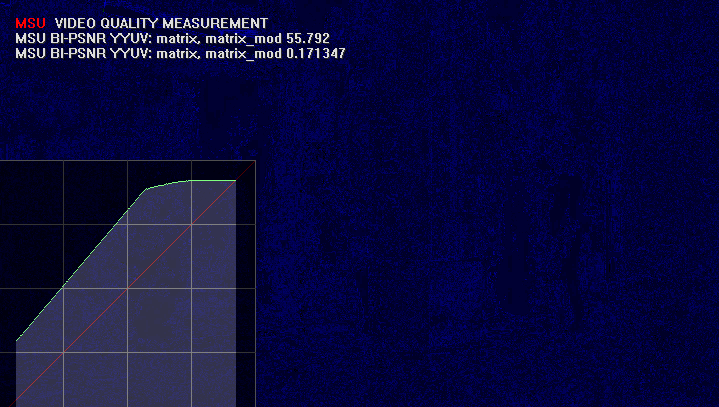 MSU VIDEO QUALITY MEASUREMENT
MSU BI-PSNR YYUV: matrix, matrix_mod 55.792
MSU BI-PSNR YYUV: matrix, matrix_mod 0.171347